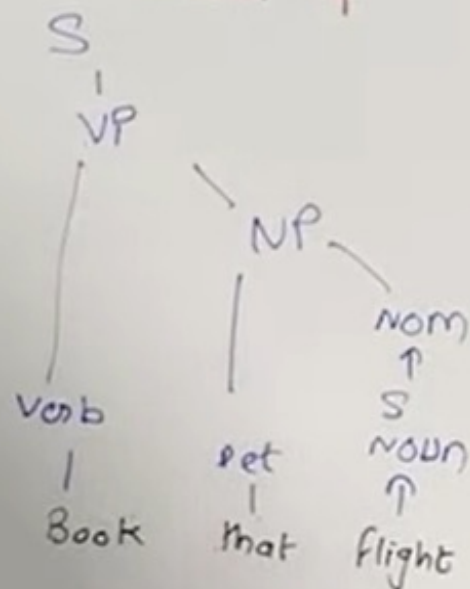 S
VP
NP
NOM
Verb
S
Det
NOUN
Book
that
flight